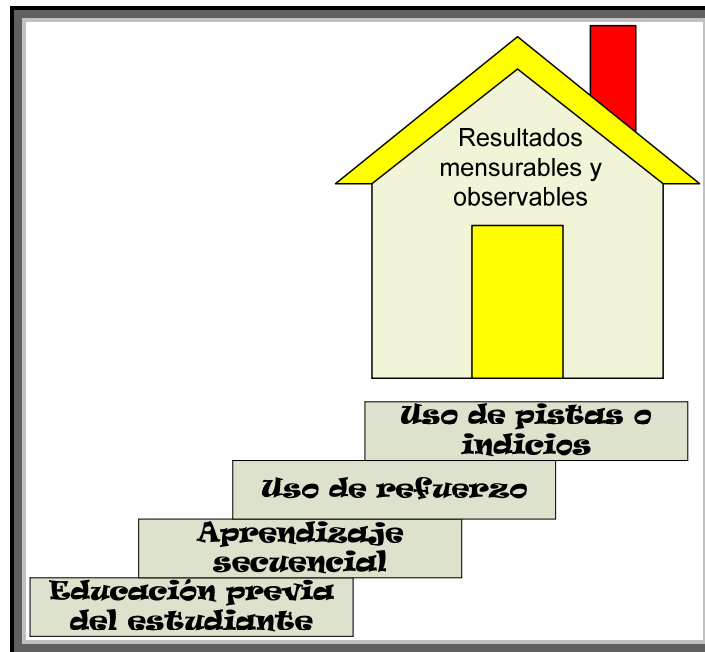 Resultados
mensurables y
observables
Uso de pistas o
indicios
Uso de refuerzo
Aprendizaje
secuencial
Educación previa
del estudiante